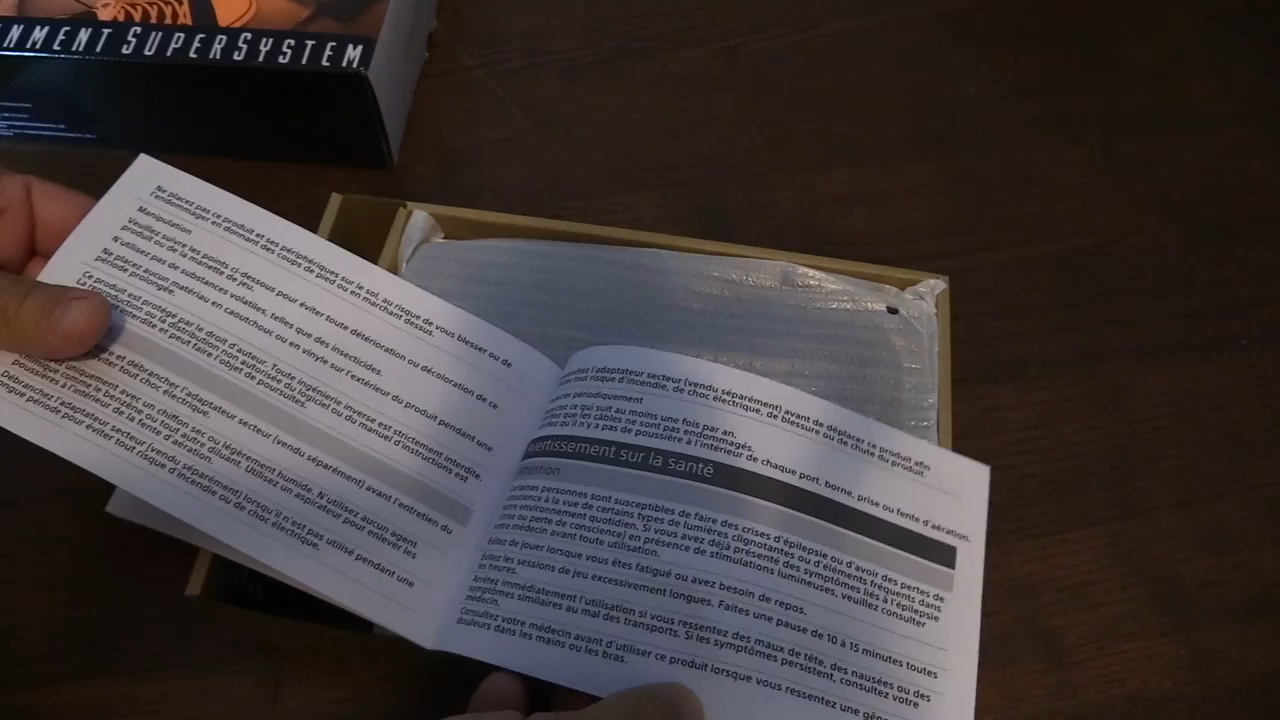 NMENT SUPERSYSTEM
Ne placez pas ce produit et ses périphériques sur le sol, au risque de vous blesser ou de
l'endommager en donnant des coups de pied ou en marchant dessus.
Manipulation
Veuillez suivre les points ci-dessous pour éviter toute détérioration ou décoloration de ce
produit ou de la manette de jeu.
N'utilisez pas de substances volatiles, telles que des insecticides.
Ne placez aucun matériau en caoutchouc ou en vinyle sur l'extérieur du produit pendant une
période prolongée.
Ce produit est protégé par le droit d'auteur. Toute ingénierie inverse est strictement interdite.
La reproduction ou la distribution non autorisée du logiciel ou du manuel d'instructions est
interdite et peut faire l'objet de poursuites.
et débrancher l'adaptateur secteur (vendu séparément) avant l'entretien du
éviter tout choc électrique.
uniquement avec un chiffon sec ou légèrement humide. N'utilisez aucun agent
chimique comme le benzène ou tout autre diluant. Utilisez un aspirateur pour enlever les
poussières à l'intérieur de la fente d'aération.
Débranchez l'adaptateur secteur (vendu séparément) lorsqu'il n'est pas utilisé pendant une
longue période pour éviter tout risque d'incendie ou de choc électrique.
l'adaptateur secteur (vendu séparément) avant de déplacer ce produit afin
tout risque d'incendie, de choc électrique, de blessure ou de chute du produit.
périodiquement
ce qui suit au moins une fois par an.
que les câbles ne sont pas endommagés.
qu'il n'y a pas de poussière à l'intérieur de chaque port, borne, prise ou fente d'aération.
Avertissement sur la santé
Attention
Certaines personnes sont susceptibles de faire des crises d'épilepsie ou d'avoir des pertes de
conscience à la vue de certains types de lumières clignotantes ou d'éléments fréquents dans
notre environnement quotidien. Si vous avez déjà présenté des symptômes liés à l'épilepsie
(crise ou perte de conscience) en présence de stimulations lumineuses, veuillez consulter
votre médecin avant toute utilisation.
Évitez de jouer lorsque vous êtes fatigué ou avez besoin de repos.
Évitez les sessions de jeu excessivement longues. Faites une pause de 10 à 15 minutes toutes
les heures.
Arrêtez immédiatement l'utilisation si vous ressentez des maux de tête, des nausées ou des
symptômes similaires au mal des transports. Si les symptômes persistent, consultez votre
médecin.
Consultez votre médecin avant d'utiliser ce produit lorsque vous ressentez une gêne
douleurs dans les mains ou les bras.